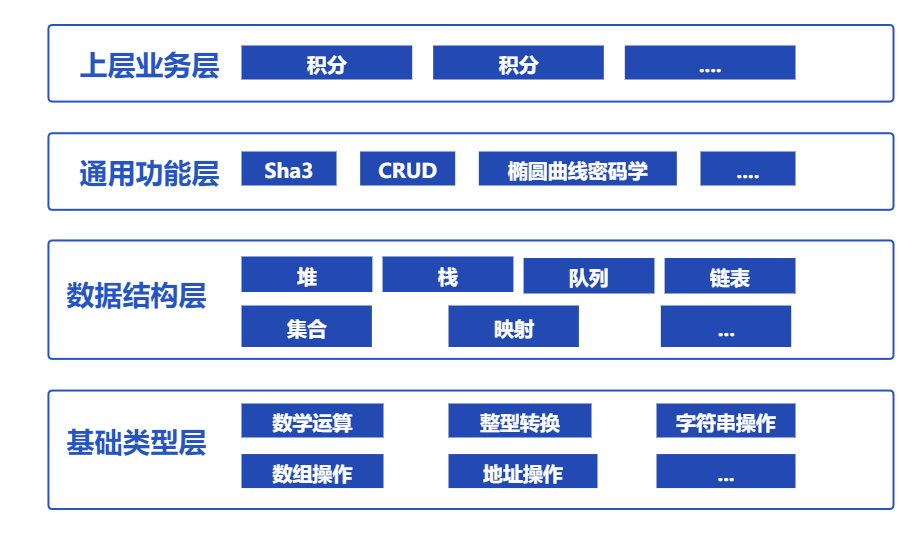 上层业务层 积分 积分 ....
通用功能层 Sha3 CRUD 椭圆曲线密码学 ....
数据结构层
堆 栈 队列 链表
集合 映射 ...
基础类型层
数学运算 整型转换 字符串操作
数组操作 地址操作 ...